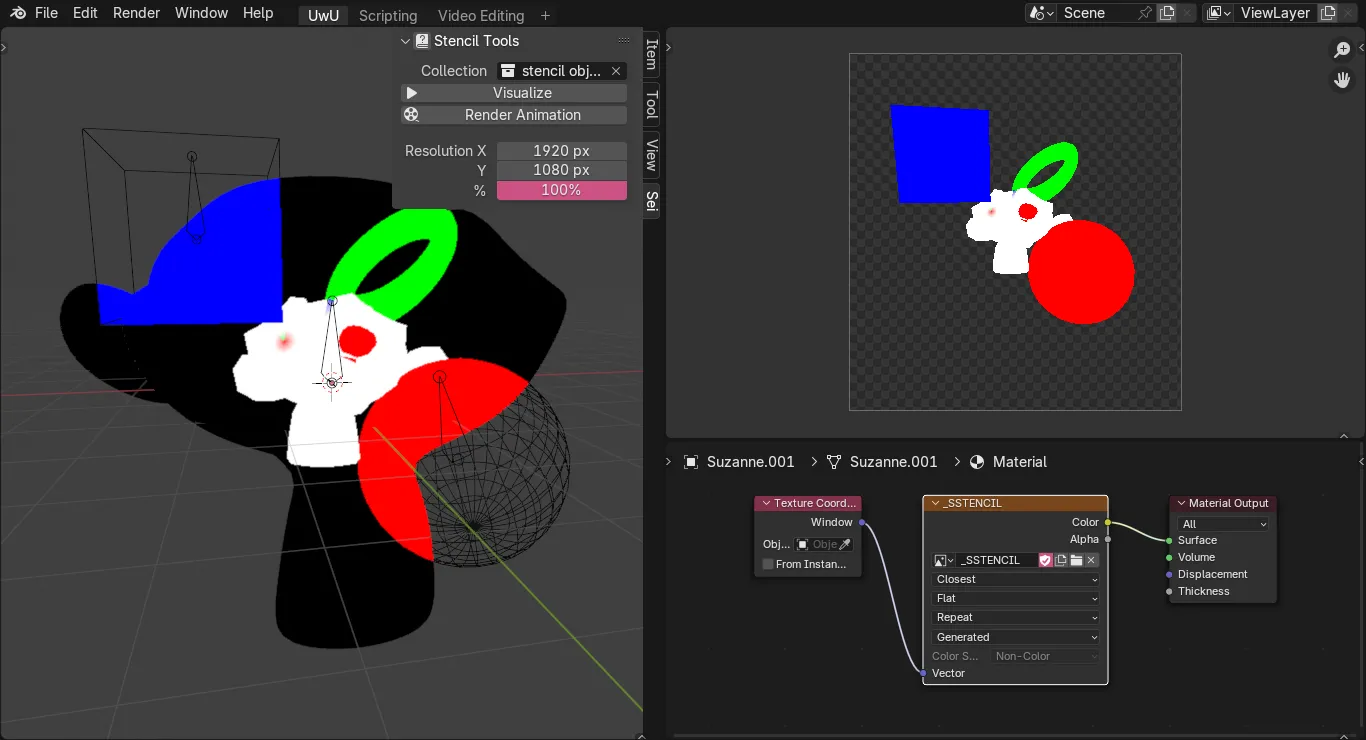 File Edit Render Window Help UwU Scripting Video Editing + Scene ViewLayer
Stencil Tools
Collection stencil obj...
Visualize
Render Animation
Resolution X 1920 px
Y 1080 px
% 100%
Item
Tool
View
Sei
Suzanne.001 > Suzanne.001 > Material
Texture Coord...
Window
Obj... Obje
From Instan...
_SSTENCIL
Color
Alpha
_SSTENCIL
Closest
Flat
Repeat
Generated
Color S... Non-Color
Vector
Material Output
All
Surface
Volume
Displacement
Thickness